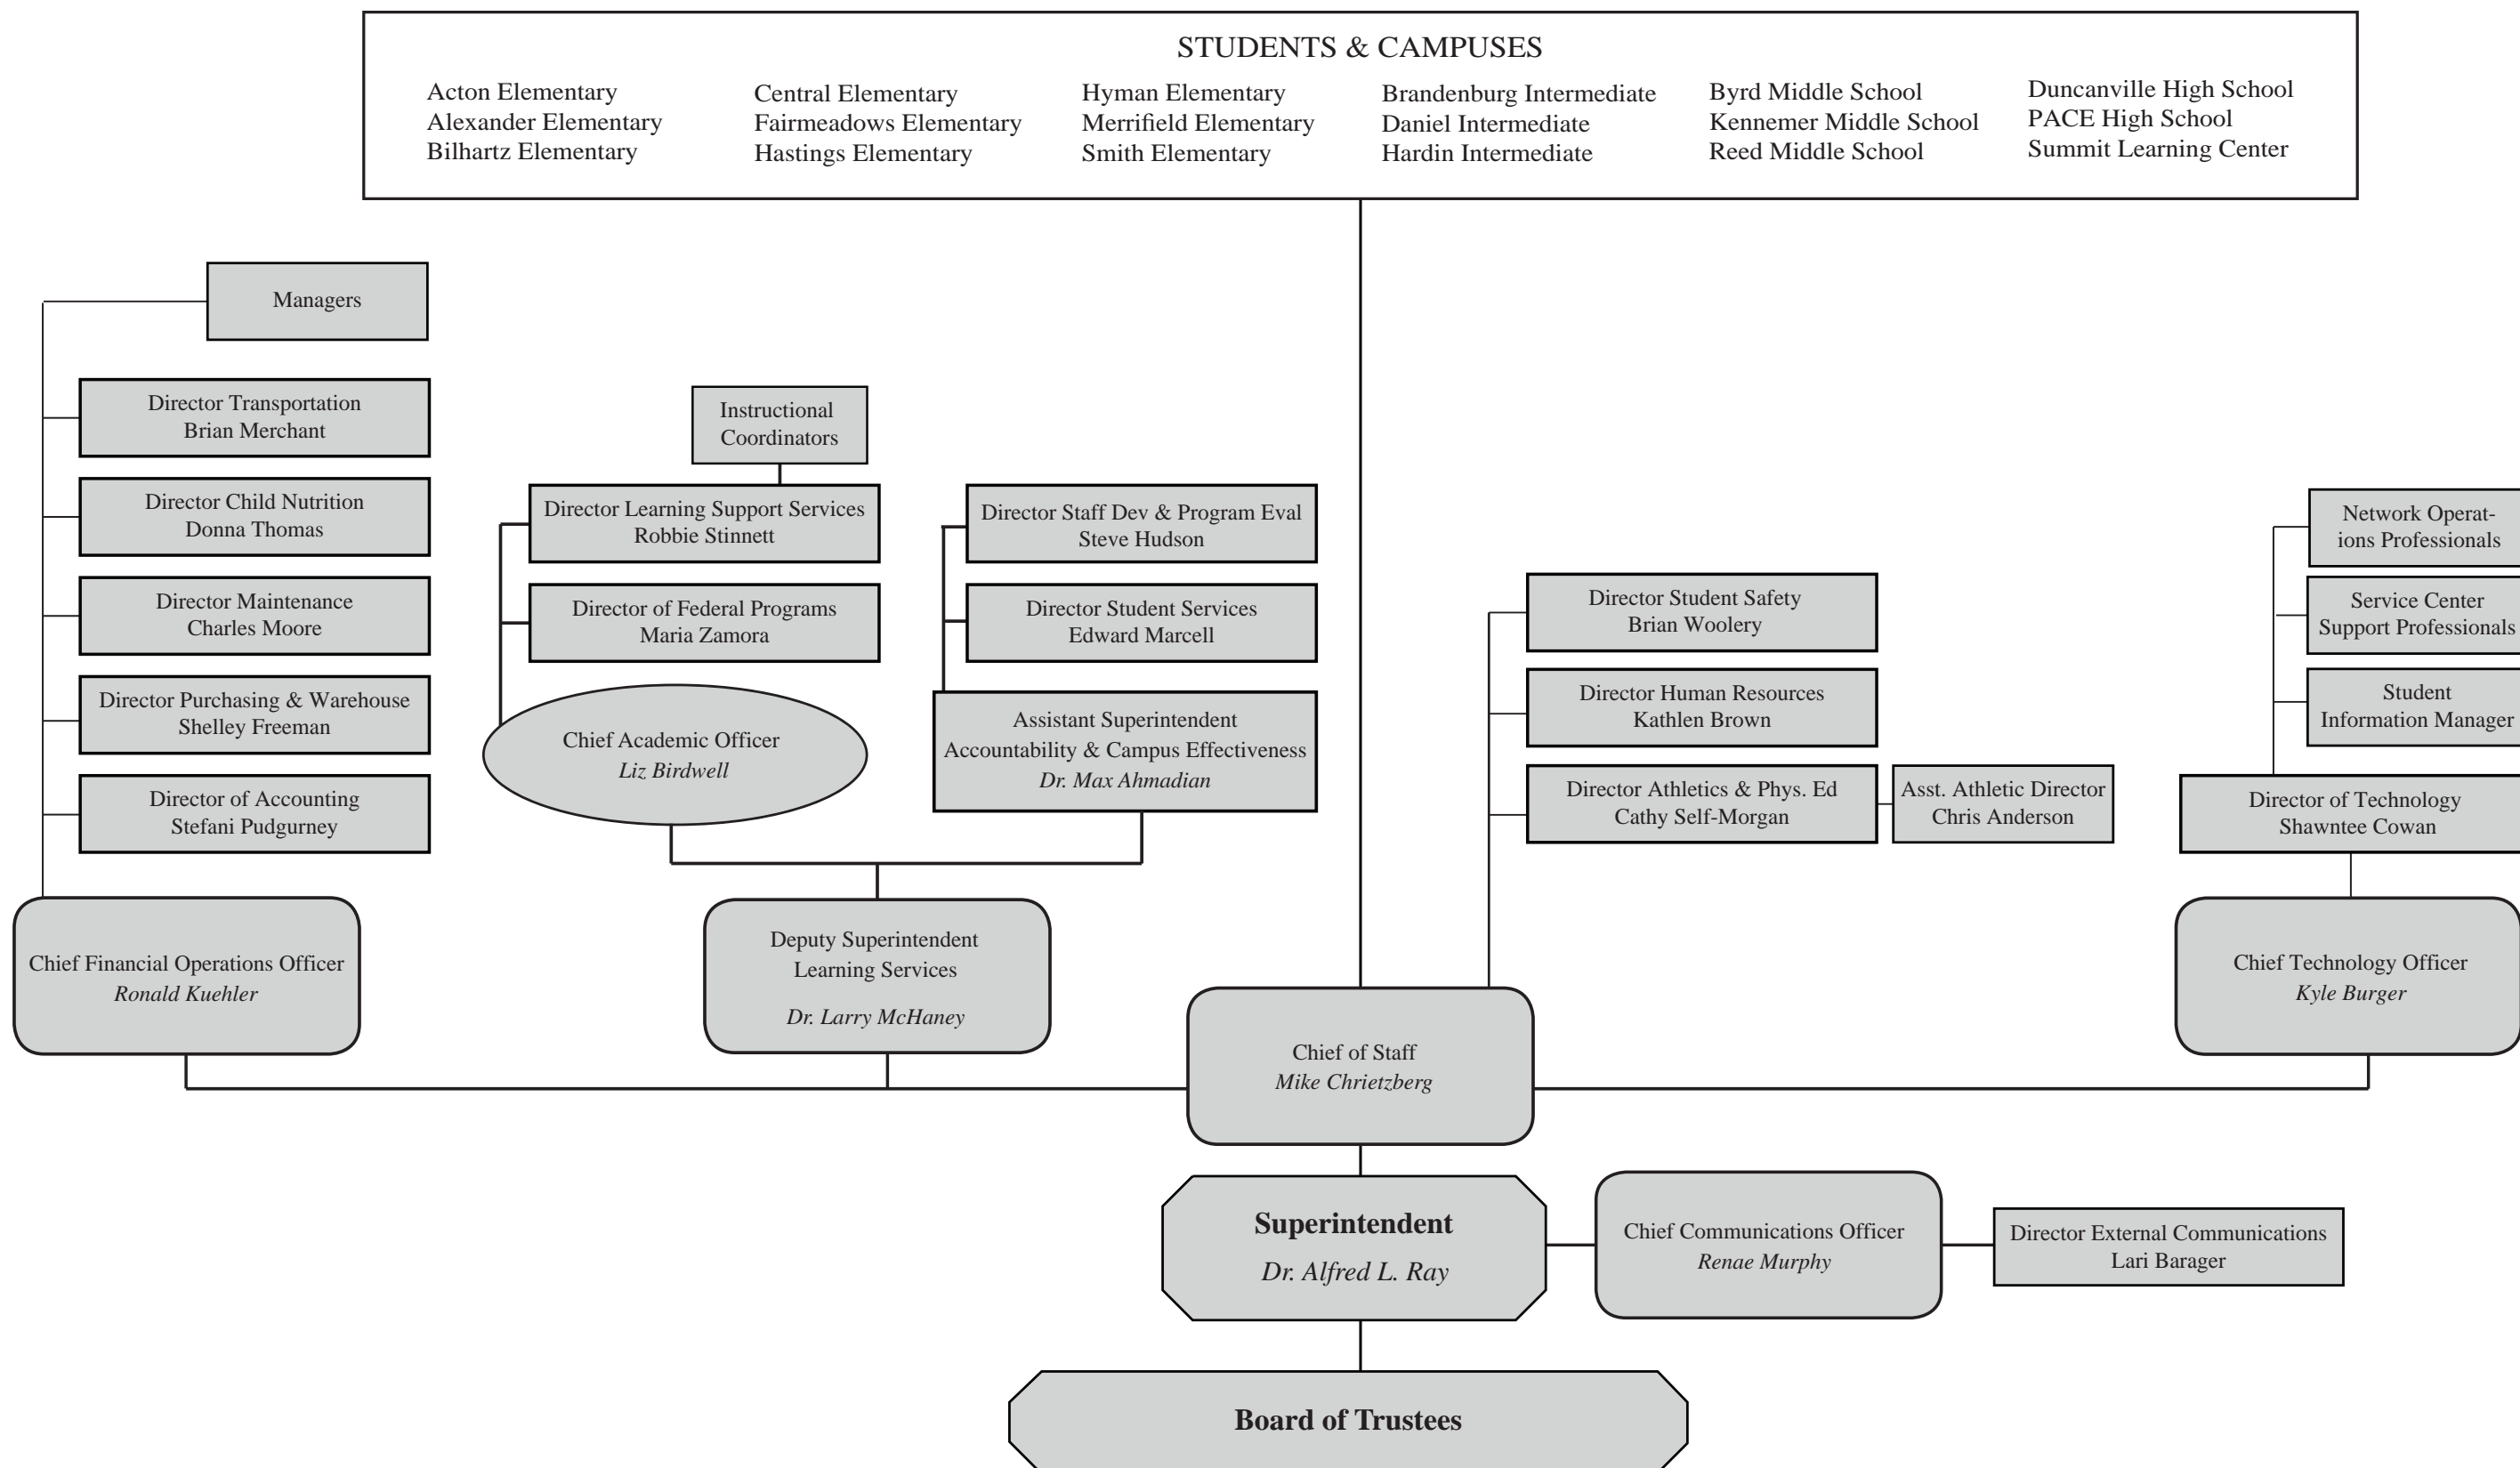 STUDENTS & CAMPUSES
Acton Elementary
Alexander Elementary
Bilhartz Elementary
Central Elementary
Fairmeadows Elementary
Hastings Elementary
Hyman Elementary
Merrifield Elementary
Smith Elementary
Brandenburg Intermediate
Daniel Intermediate
Hardin Intermediate
Byrd Middle School
Kennemer Middle School
Reed Middle School
Duncanville High School
PACE High School
Summit Learning Center
Managers
Director Transportation
Brian Merchant
Director Child Nutrition
Donna Thomas
Director Maintenance
Charles Moore
Director Purchasing & Warehouse
Shelley Freeman
Director of Accounting
Stefani Pudgurney
Chief Financial Operations Officer
Ronald Kuehler
Instructional
Coordinators
Director Learning Support Services
Robbie Stinnett
Director of Federal Programs
Maria Zamora
Chief Academic Officer
Liz Birdwell
Director Staff Dev & Program Eval
Steve Hudson
Director Student Services
Edward Marcell
Assistant Superintendent
Accountability & Campus Effectiveness
Dr. Max Ahmadian
Deputy Superintendent
Learning Services
Dr. Larry McHaney
Director Student Safety
Brian Woolery
Director Human Resources
Kathlen Brown
Director Athletics & Phys. Ed
Cathy Self-Morgan
Asst. Athletic Director
Chris Anderson
Network Operat-
ions Professionals
Service Center
Support Professionals
Student
Information Manager
Director of Technology
Shawntee Cowan
Chief Technology Officer
Kyle Burger
Chief of Staff
Mike Chrietzberg
Superintendent
Dr. Alfred L. Ray
Chief Communications Officer
Renae Murphy
Director External Communications
Lari Barager
Board of Trustees